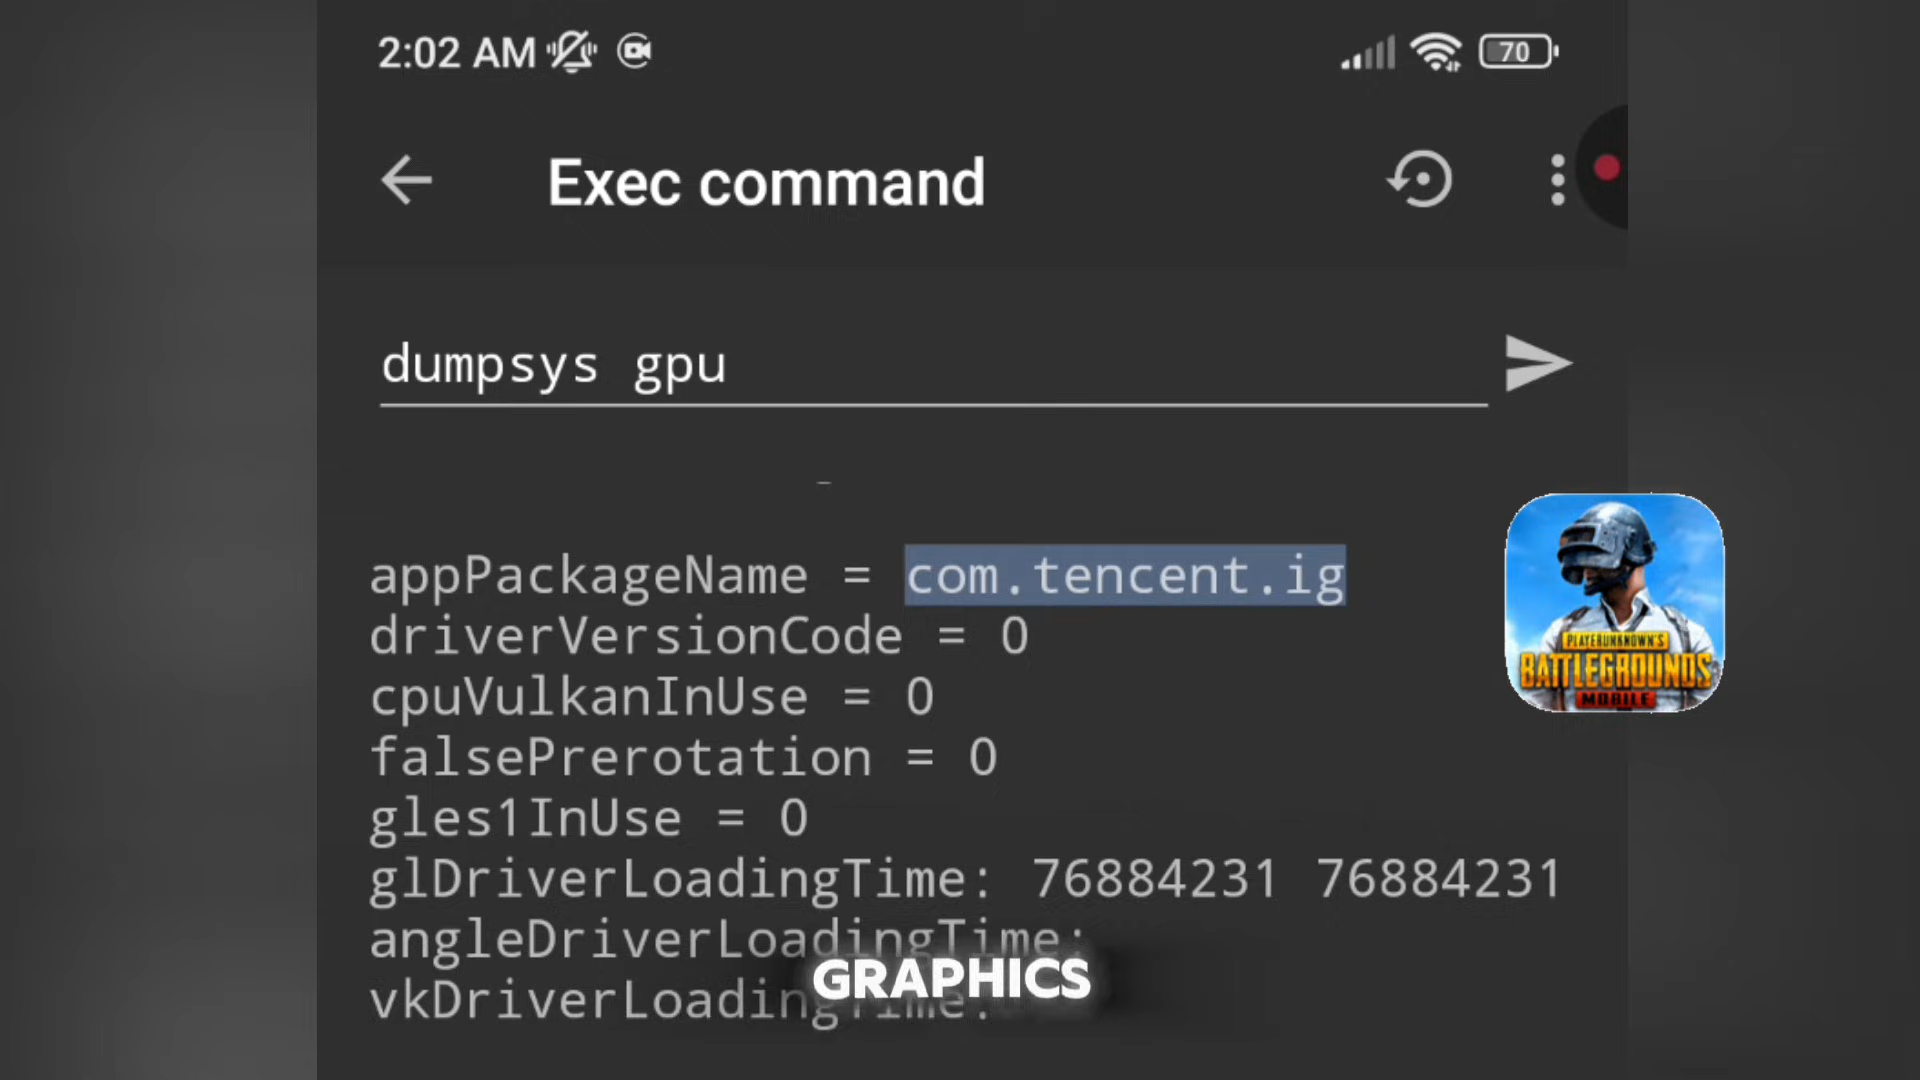 2:02 AM
70
Exec command
dumpsys gpu
appPackageName = com.tencent.ig
driverVersionCode = 0
cpuVulkanInUse = 0
falsePrerotation = 0
gles1InUse = 0
glDriverLoadingTime: 76884231 76884231
angleDriverLoadingTime:
vkDriverLoadingTime:
GRAPHICS
PLAYERUNKNOWN'S
BATTLEGROUNDS
MOBILE